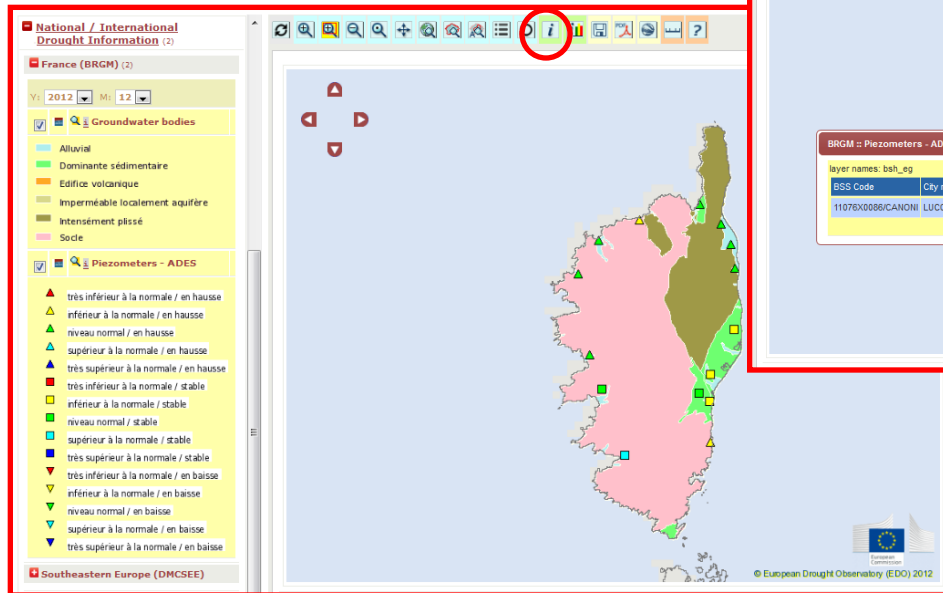 National / International
Drought Information (2)
France (BRGM) (2)
Y: 2012 M: 12
i Groundwater bodies
Alluvial
Dominante sédimentaire
Edifice volcanique
Imperméable localement aquifère
Intensément plissé
Socle
i Piezometers - ADES
très inférieur à la normale / en hausse
inférieur à la normale / en hausse
niveau normal / en hausse
supérieur à la normale / en hausse
très supérieur à la normale / en hausse
très inférieur à la normale / stable
inférieur à la normale / stable
niveau normal / stable
supérieur à la normale / stable
très supérieur à la normale / stable
très inférieur à la normale / en baisse
inférieur à la normale / en baisse
niveau normal / en baisse
supérieur à la normale / en baisse
très supérieur à la normale / en baisse
Southeastern Europe (DMCSEE)
i
PDF
?
European
Commission
© European Drought Observatory (EDO) 2012
BRGM :: Piezometers - AD
layer names: bsh_eg
BSS Code City
11076X0086/CANONI LUCC